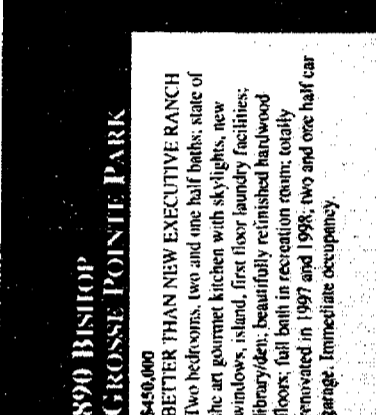 890 BISHOP
GROSSE POINTE PARK
$450,000
BETTER THAN NEW EXECUTIVE RANCH
Two bedrooms, two and one half baths; state of
the art gourmet kitchen with skylights, new
windows, island, first floor laundry facilities;
library/den; beautifully refinished hardwood
floors; full bath in recreation room; totally
renovated in 1997 and 1998; two and one half car
garage. Immediate occupancy.